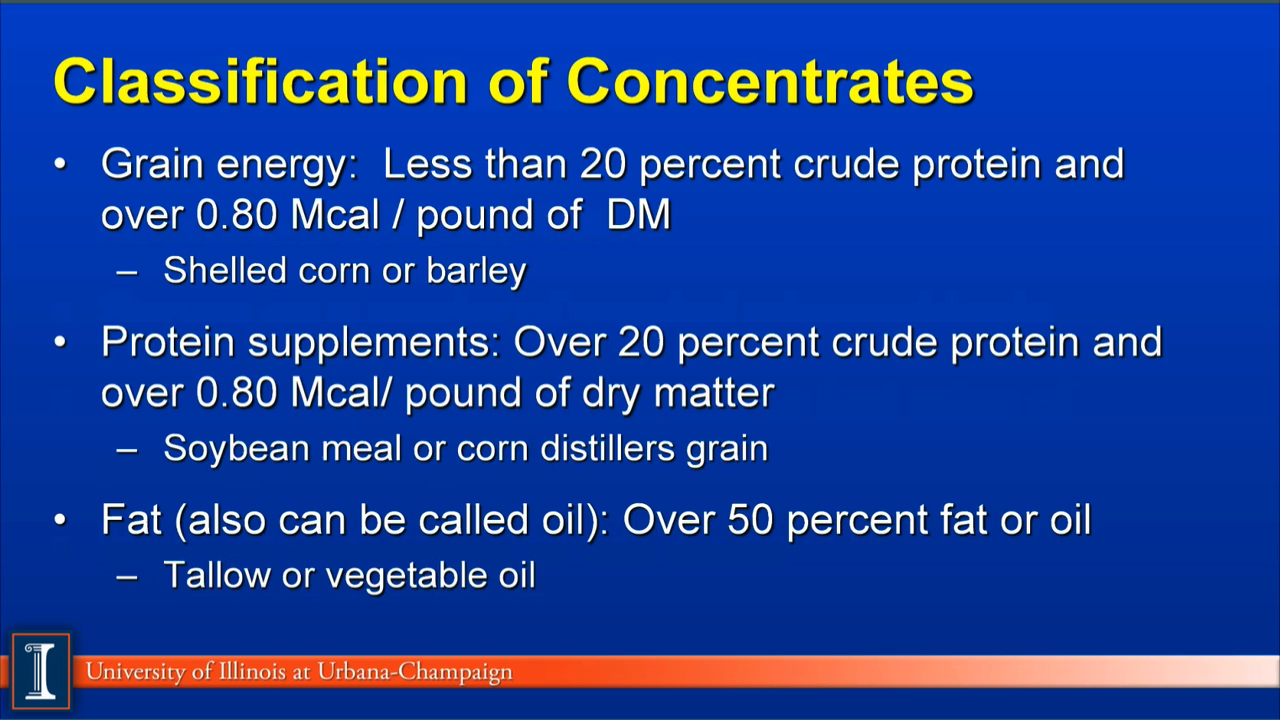 Classification of Concentrates
• Grain energy:  Less than 20 percent crude protein and
over 0.80 Mcal / pound of  DM
– Shelled corn or barley
• Protein supplements: Over 20 percent crude protein and
over 0.80 Mcal/ pound of dry matter
– Soybean meal or corn distillers grain
• Fat (also can be called oil): Over 50 percent fat or oil
– Tallow or vegetable oil
I
University of Illinois at Urbana-Champaign